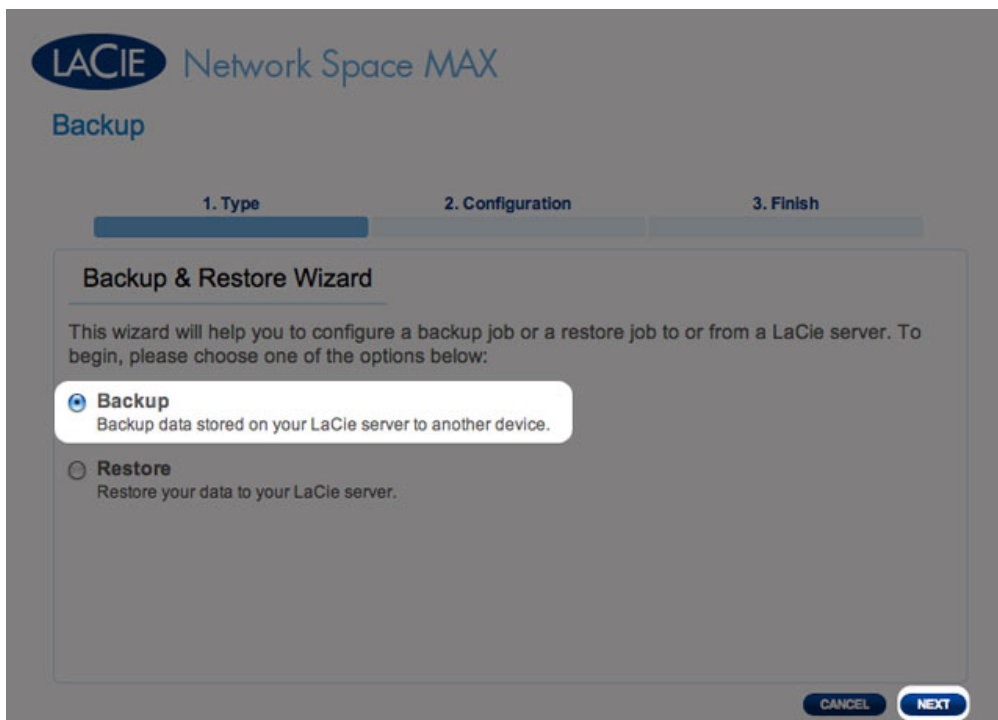 LACIE Network Space MAX
Backup
1. Type 2. Configuration 3. Finish
Backup & Restore Wizard
This wizard will help you to configure a backup job or a restore job to or from a LaCie server. To
begin, please choose one of the options below:
Backup
Backup data stored on your LaCie server to another device.
Restore
Restore your data to your LaCie server.
CANCEL NEXT